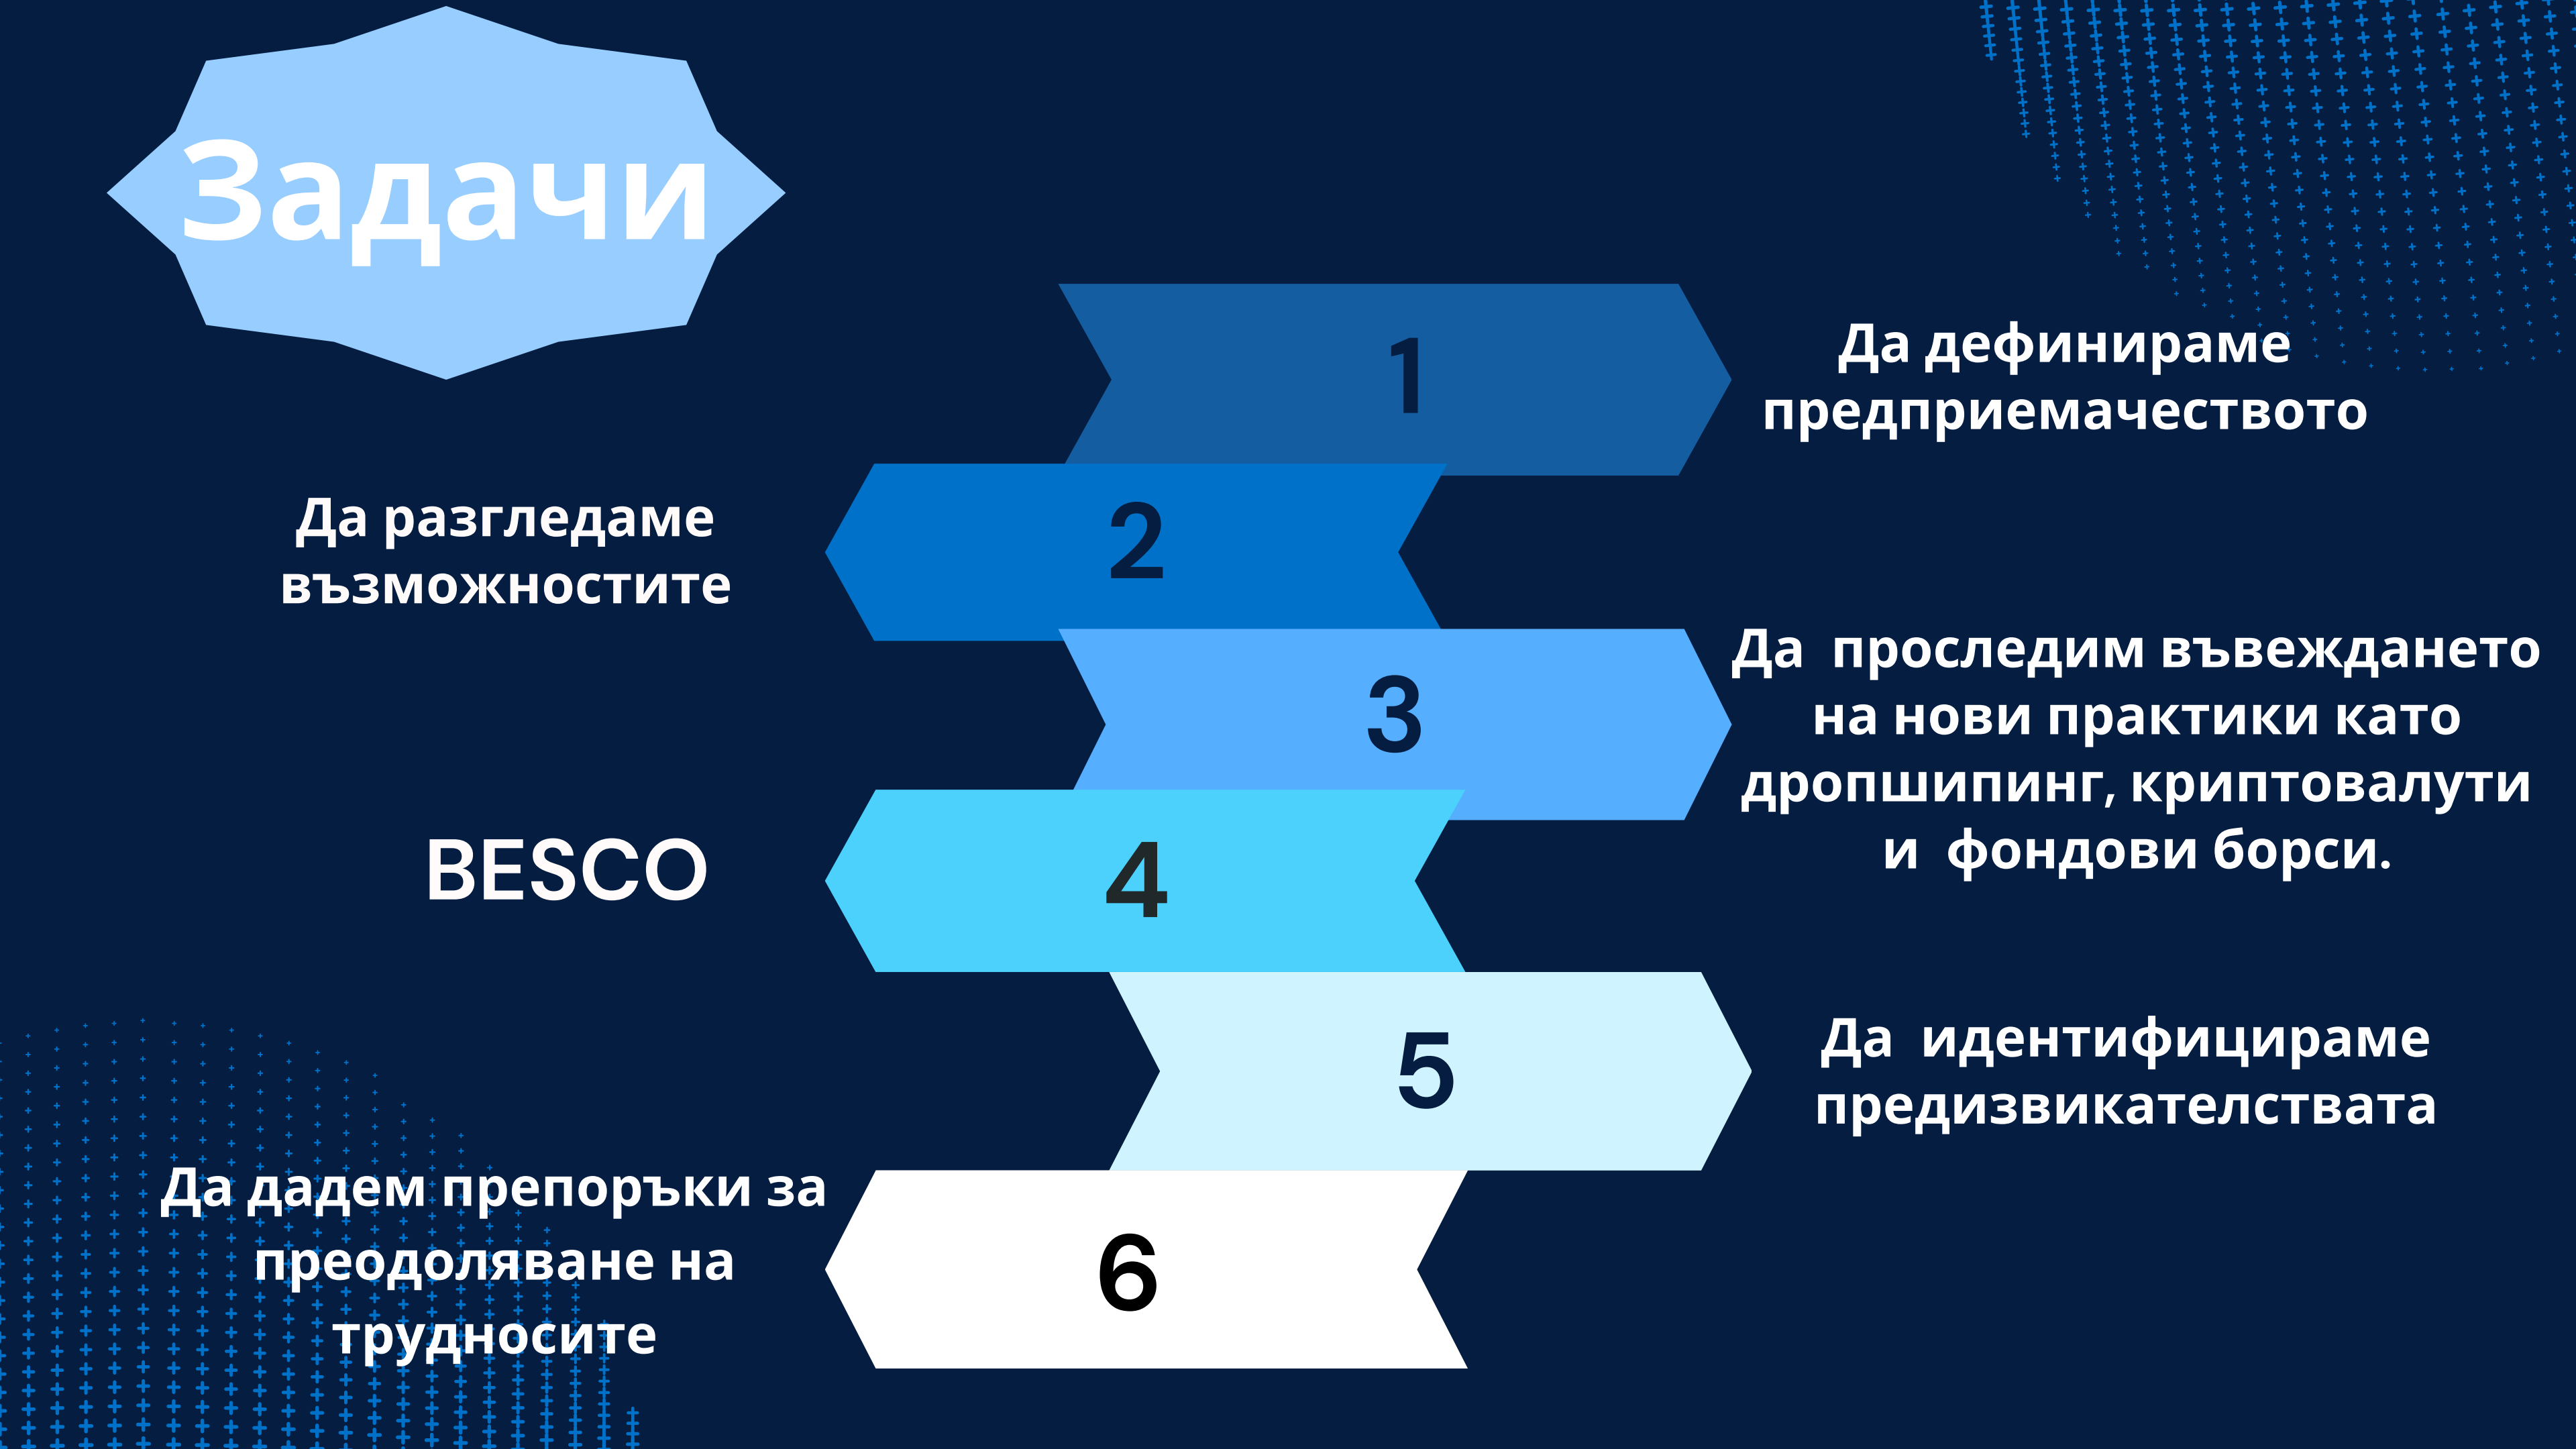 Задачи
1
Да дефинираме
предприемачеството
2
Да разгледаме
възможностите
3
Да проследим въвеждането
на нови практики като
дропшипинг, криптовалути
и фондови борси.
4
BESCO
5
Да идентифицираме
предизвикателствата
6
Да дадем препоръки за
преодоляване на
трудносите